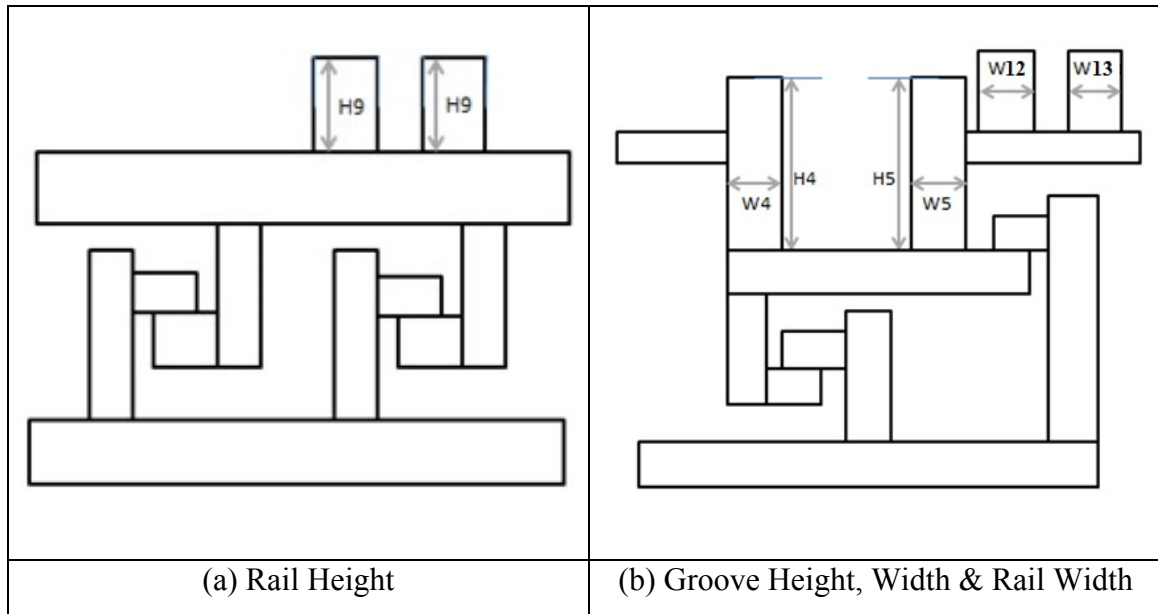 H9 H9
W12 W13
H4 H5
W4 W5
(a) Rail Height
(b) Groove Height, Width & Rail Width